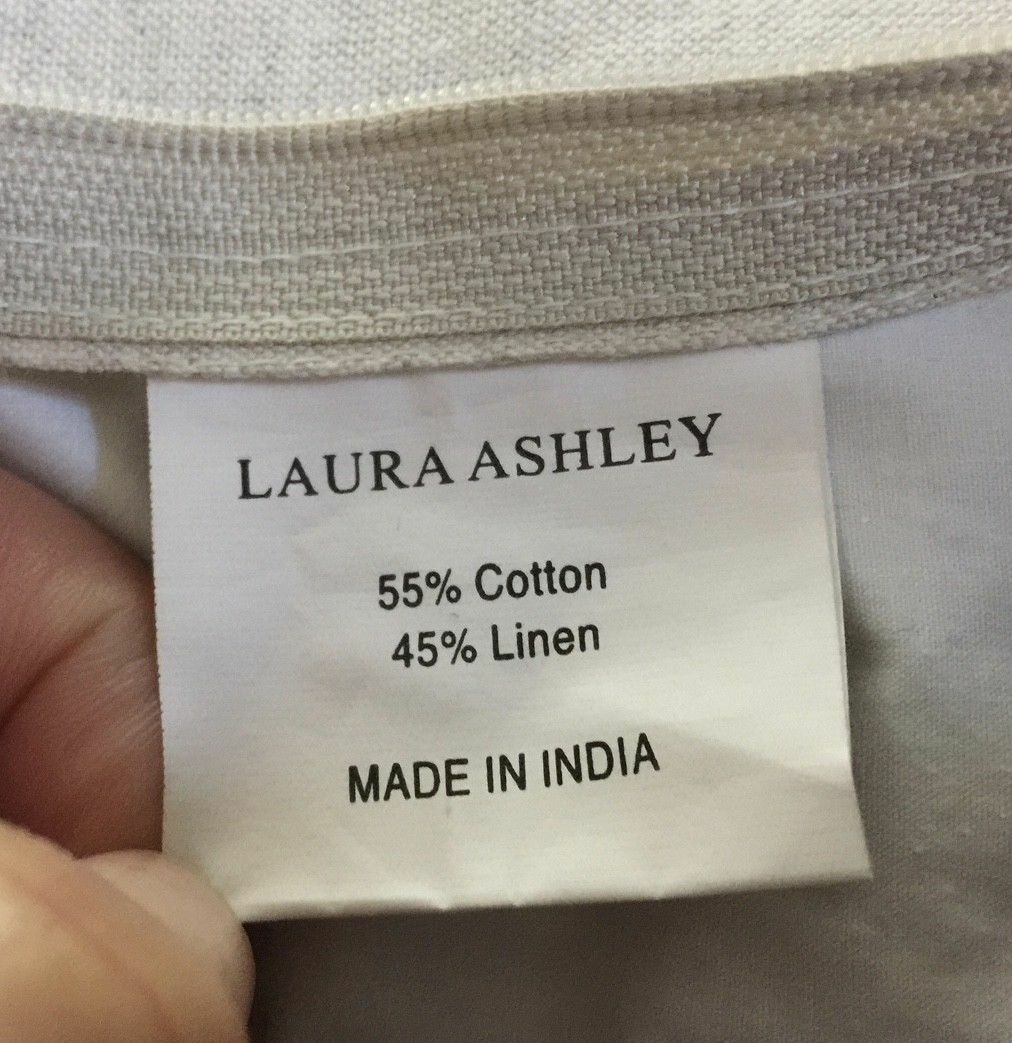 LAURA ASHLEY
55% Cotton
45% Linen
MADE IN INDIA